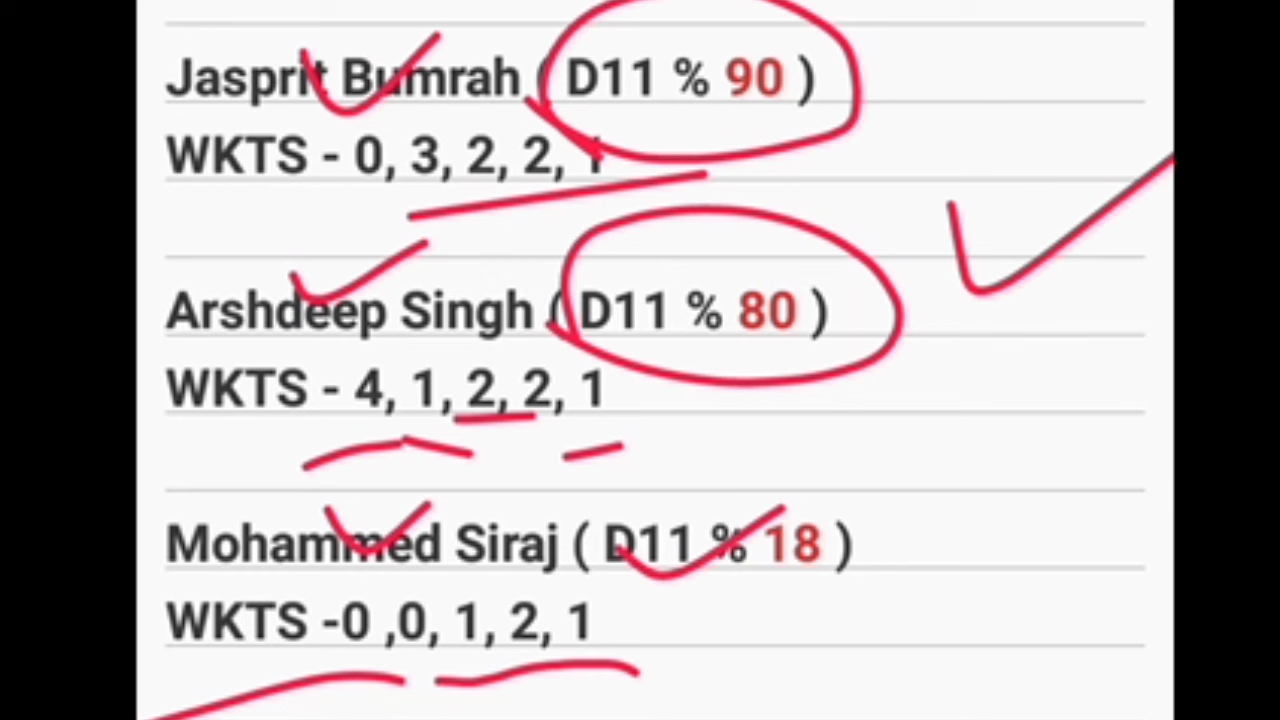 Jasprit Bumrah ( D11 % 90 )
WKTS - 0, 3, 2, 2, 1
Arshdeep Singh ( D11 % 80 )
WKTS - 4, 1, 2, 2, 1
Mohammed Siraj ( D11 % 18 )
WKTS -0 ,0, 1, 2, 1